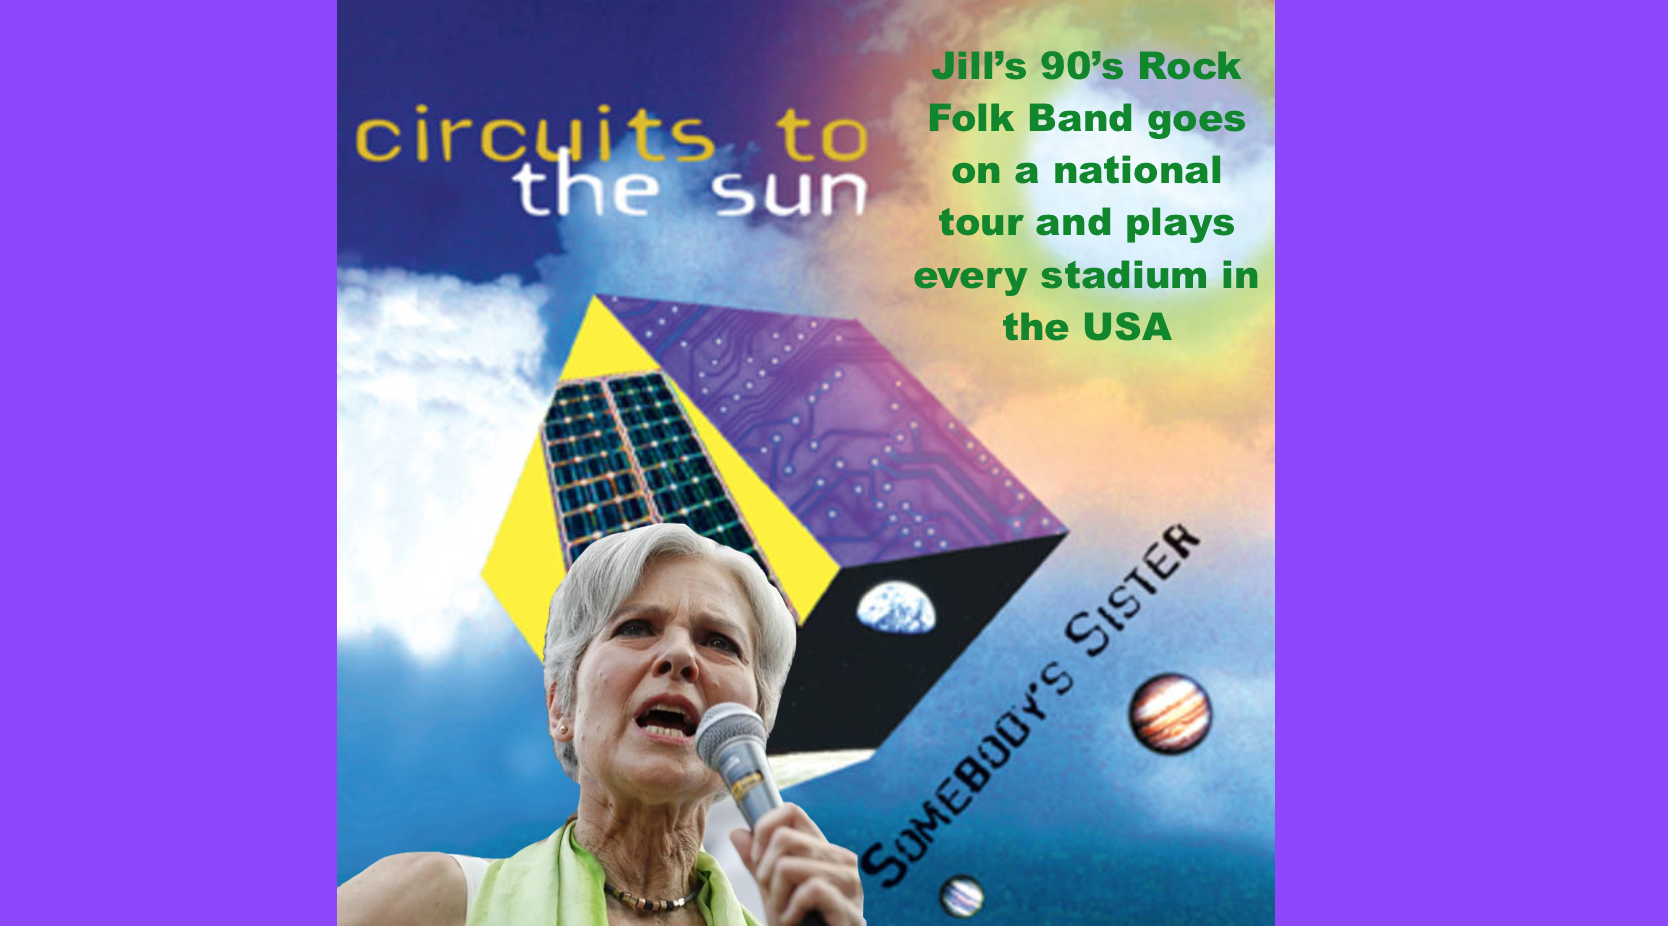 circuits to
the sun
Jill’s 90’s Rock
Folk Band goes
on a national
tour and plays
every stadium in
the USA
SOMEBODY'S SISTER